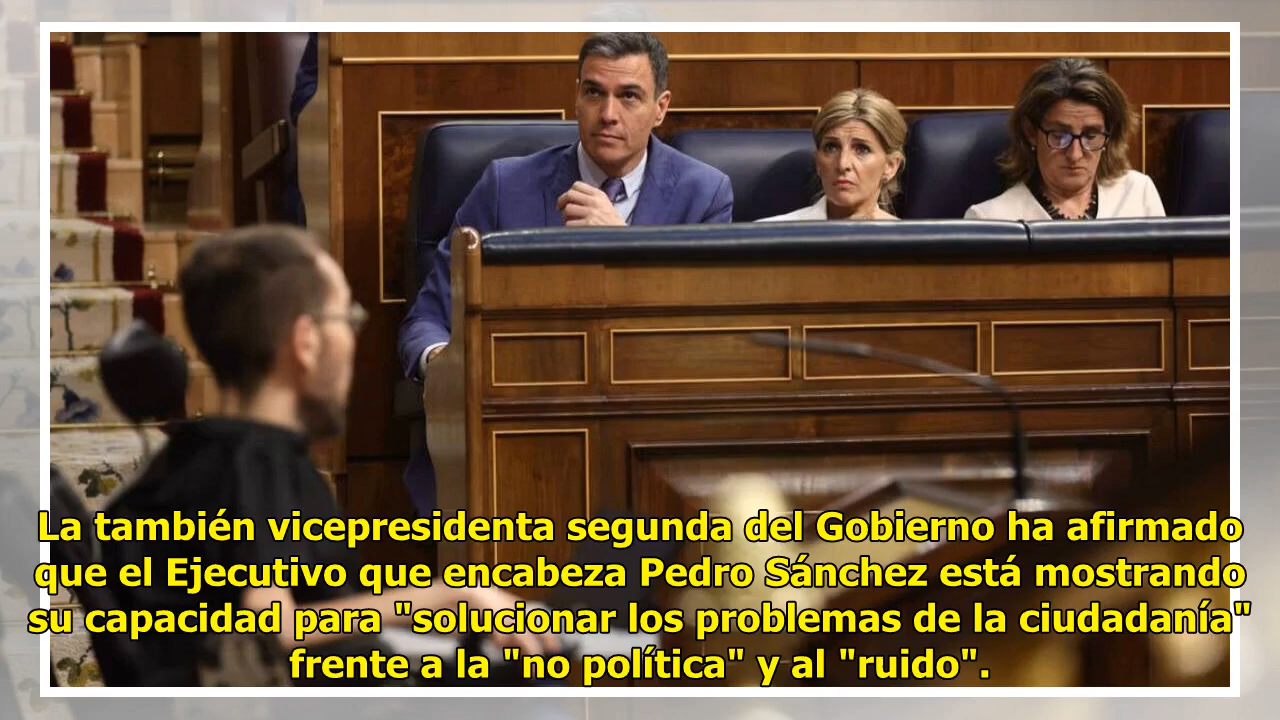 La también vicepresidenta segunda del Gobierno ha afirmado
que el Ejecutivo que encabeza Pedro Sánchez está mostrando
su capacidad para "solucionar los problemas de la ciudadanía"
frente a la "no política" y al "ruido".